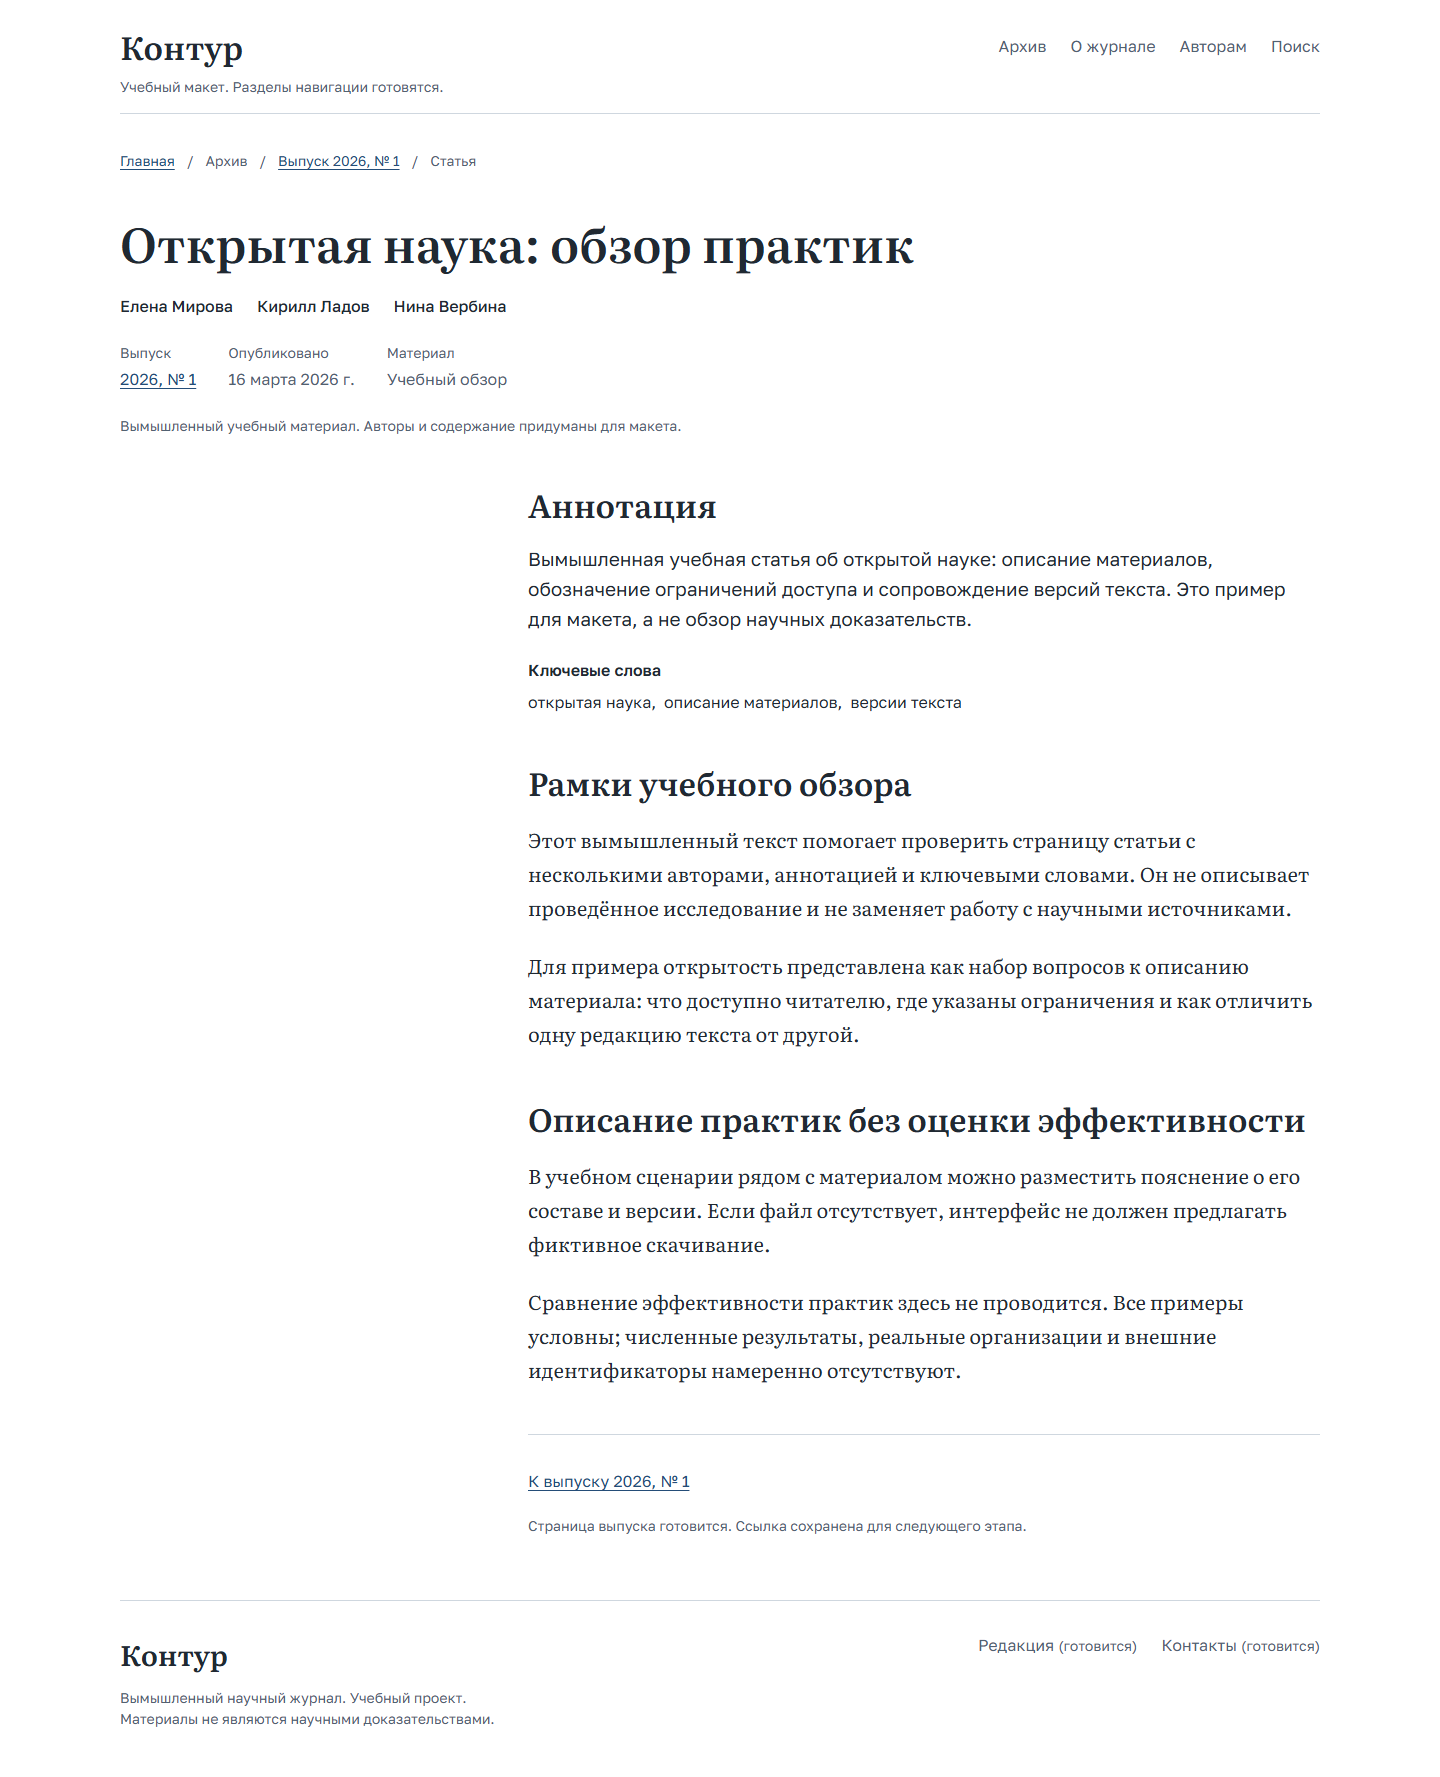 Контур
Архив О журнале Авторам Поиск
Учебный макет. Разделы навигации готовятся.
Главная / Архив / Выпуск 2026, № 1 / Статья
Открытая наука: обзор практик
Елена Мирова Кирилл Ладов Нина Вербина
Выпуск Опубликовано Материал
2026, № 1 16 марта 2026 г. Учебный обзор
Вымышленный учебный материал. Авторы и содержание придуманы для макета.
Аннотация
Вымышленная учебная статья об открытой науке: описание материалов,
обозначение ограничений доступа и сопровождение версий текста. Это пример
для макета, а не обзор научных доказательств.
Ключевые слова
открытая наука, описание материалов, версии текста
Рамки учебного обзора
Этот вымышленный текст помогает проверить страницу статьи с
несколькими авторами, аннотацией и ключевыми словами. Он не описывает
проведённое исследование и не заменяет работу с научными источниками.
Для примера открытость представлена как набор вопросов к описанию
материала: что доступно читателю, где указаны ограничения и как отличить
одну редакцию текста от другой.
Описание практик без оценки эффективности
В учебном сценарии рядом с материалом можно разместить пояснение о его
составе и версии. Если файл отсутствует, интерфейс не должен предлагать
фиктивное скачивание.
Сравнение эффективности практик здесь не проводится. Все примеры
условны; численные результаты, реальные организации и внешние
идентификаторы намеренно отсутствуют.
К выпуску 2026, № 1
Страница выпуска готовится. Ссылка сохранена для следующего этапа.
Контур
Редакция (готовится) Контакты (готовится)
Вымышленный научный журнал. Учебный проект.
Материалы не являются научными доказательствами.